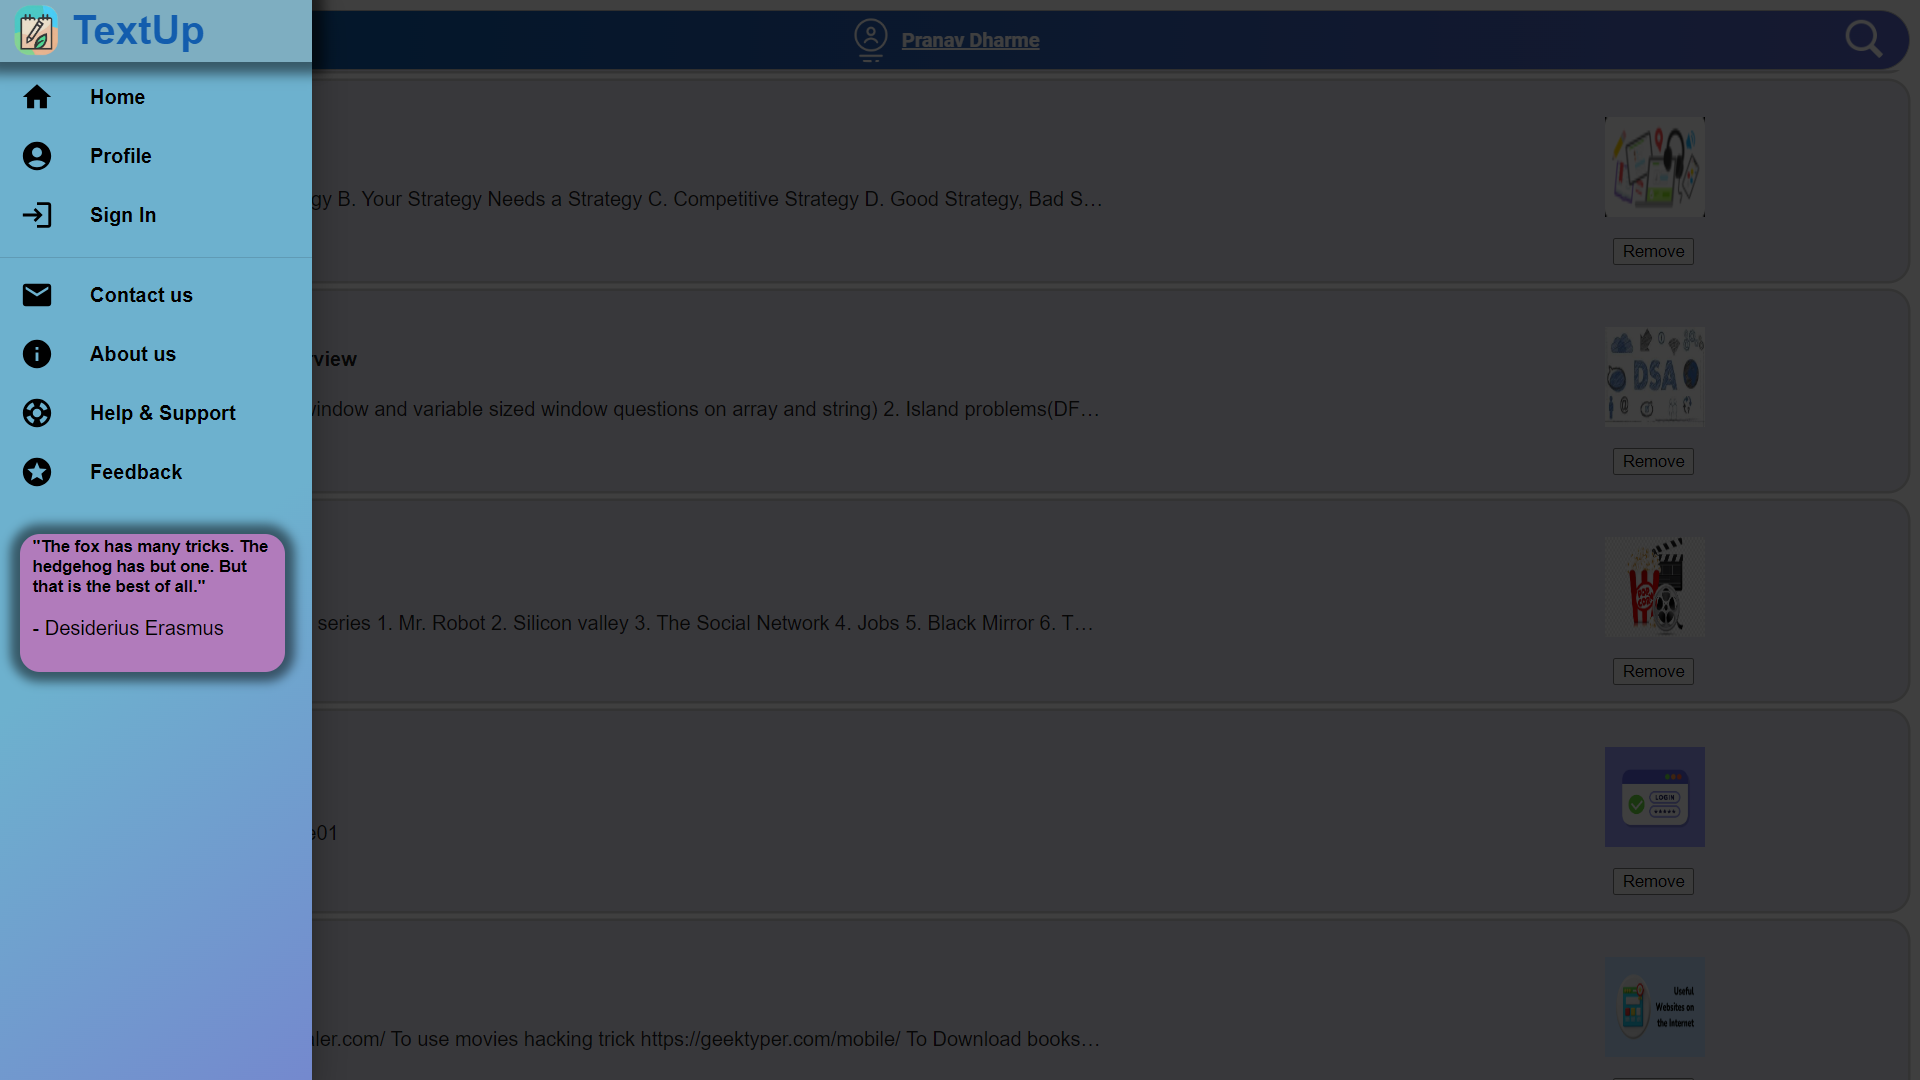 TextUp
Pranav Dharme
Home
Profile
Sign In
Contact us
About us
Help & Support
Feedback
"The fox has many tricks. The
hedgehog has but one. But
that is the best of all."
- Desiderius Erasmus
gy B. Your Strategy Needs a Strategy C. Competitive Strategy D. Good Strategy, Bad S…
Remove
rview
window and variable sized window questions on array and string) 2. Island problems(DF…
DSA
Remove
series 1. Mr. Robot 2. Silicon valley 3. The Social Network 4. Jobs 5. Black Mirror 6. T…
POP CORN
Remove
e01
LOGIN
Remove
ler.com/ To use movies hacking trick https://geektyper.com/mobile/ To Download books…
Useful
Websites on
the Internet